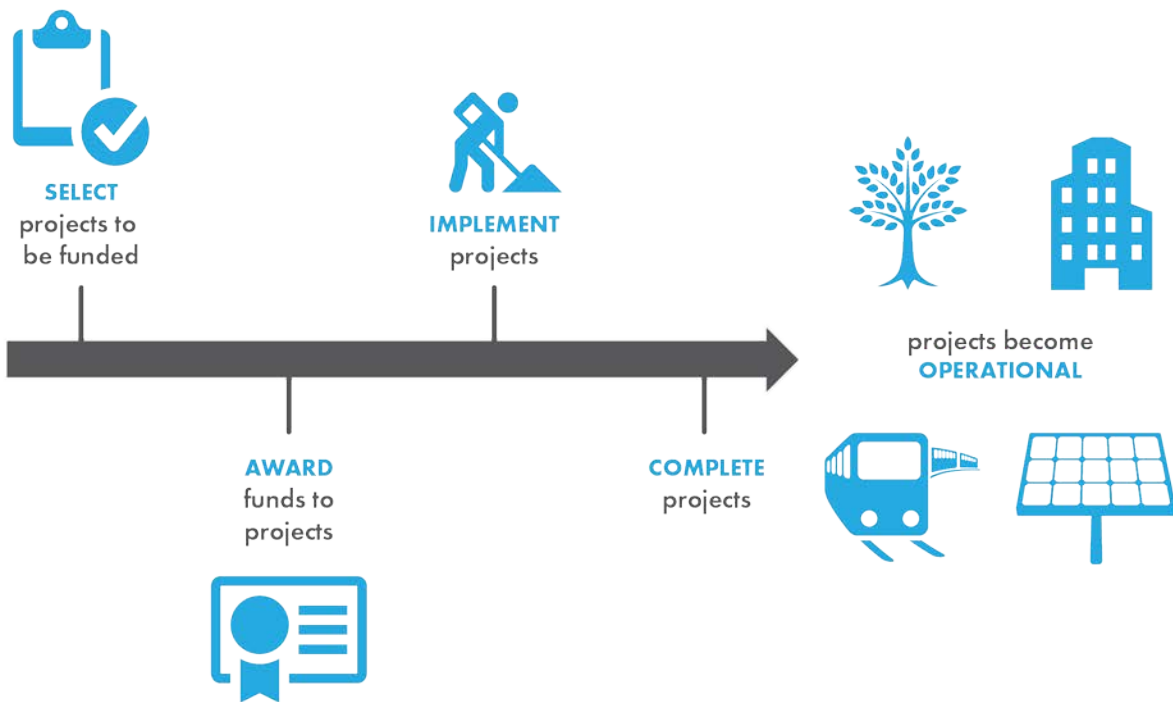 SELECT
projects to
be funded
IMPLEMENT
projects
projects become
OPERATIONAL
AWARD
funds to
projects
COMPLETE
projects